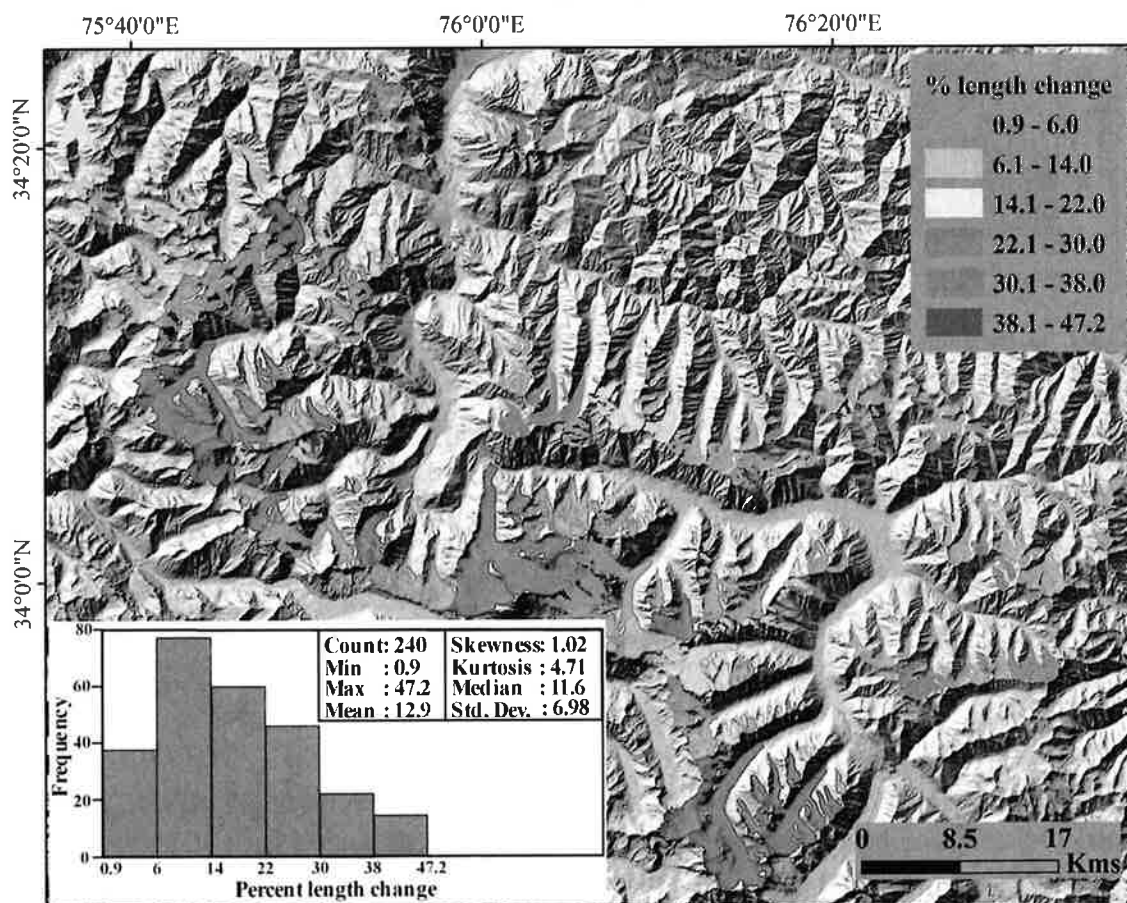 75°40'0"E 76°0'0"E 76°20'0"E
34°20'0"N
34°0'0"N
% length change
0.9 - 6.0
6.1 - 14.0
14.1 - 22.0
22.1 - 30.0
30.1 - 38.0
38.1 - 47.2
80
60
40
20
0
Frequency
Count: 240 Skewness: 1.02
Min : 0.9 Kurtosis : 4.71
Max : 47.2 Median : 11.6
Mean : 12.9 Std. Dev. : 6.98
0.9 6 14 22 30 38 47.2
Percent length change
0 8.5 17
Kms